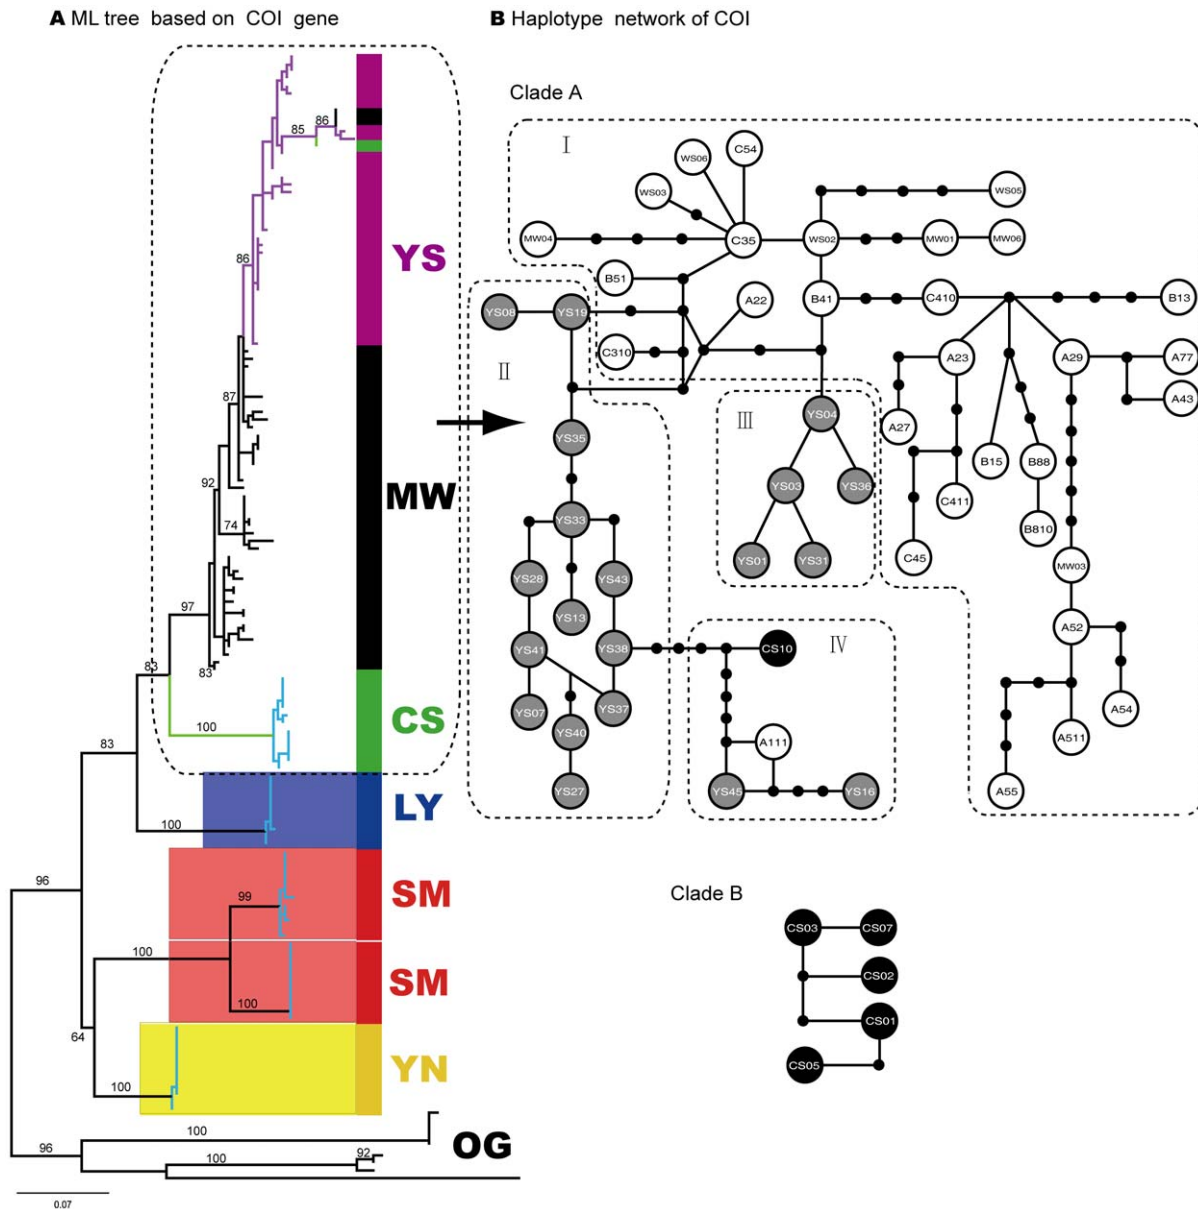 A ML tree based on COI gene
B Haplotype network of COI
86
85
86
87
92
74
97
83
83
100
83
100
96
99
100
100
64
100
100
96
100
92
0.07
YS
MW
CS
LY
SM
SM
YN
OG
Clade A
I
WS06
C54
WS03
WS05
MW04
C35
WS02
MW01
MW06
B51
A22
B41
C410
B13
YS08
YS19
C310
A23
A29
A77
II
A43
III
YS04
A27
YS35
B15
B88
YS03
YS36
C411
YS33
B810
YS01
YS31
C45
MW03
YS28
YS43
YS13
A52
YS41
YS38
CS10
IV
YS07
YS37
A54
YS40
A111
A511
YS27
YS45
YS16
A55
Clade B
CS03
CS07
CS02
CS01
CS05